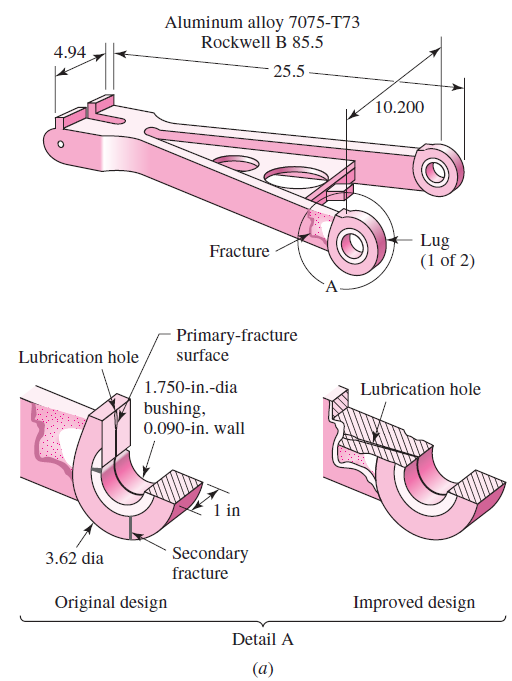 Aluminum alloy 7075-T73
Rockwell B 85.5
4.94
25.5
10.200
Fracture
Lug
(1 of 2)
A
Primary-fracture
surface
Lubrication hole
1.750-in.-dia
bushing,
0.090-in. wall
Lubrication hole
1 in
3.62 dia
Secondary
fracture
Original design
Improved design
Detail A
(a)